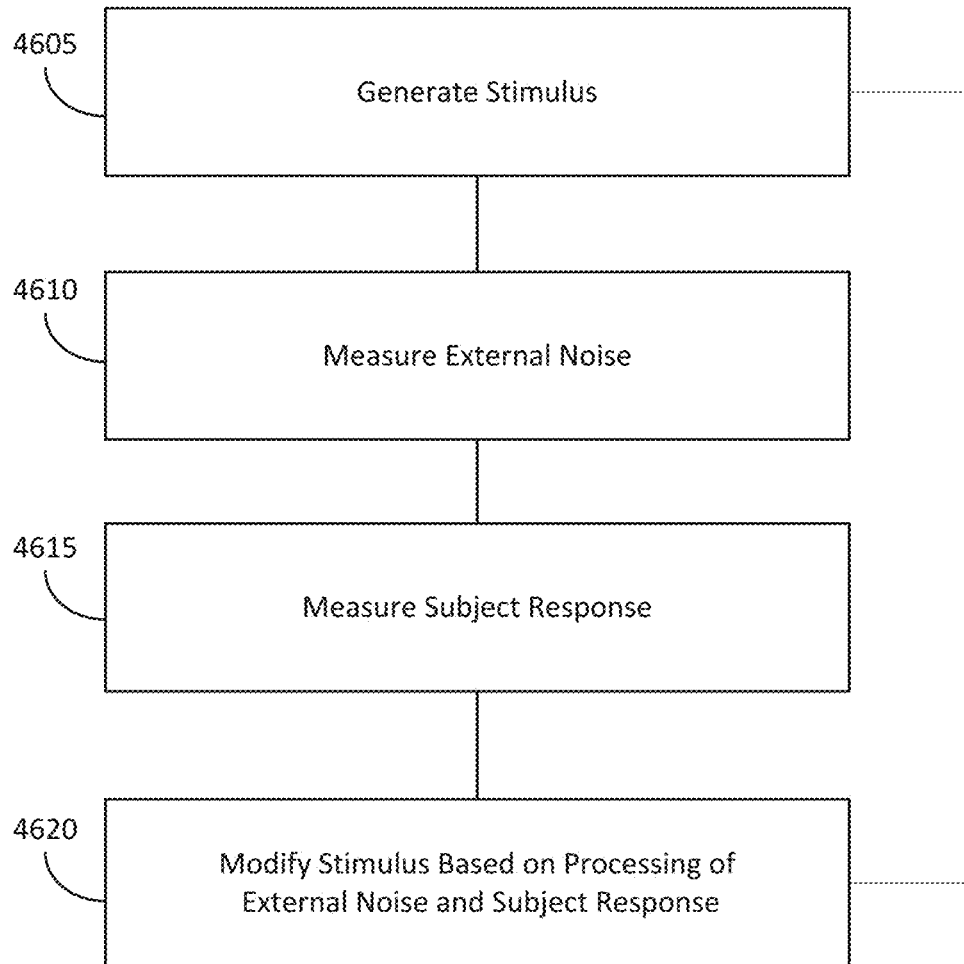 4605
Generate Stimulus
4610
Measure External Noise
4615
Measure Subject Response
4620
Modify Stimulus Based on Processing of
External Noise and Subject Response